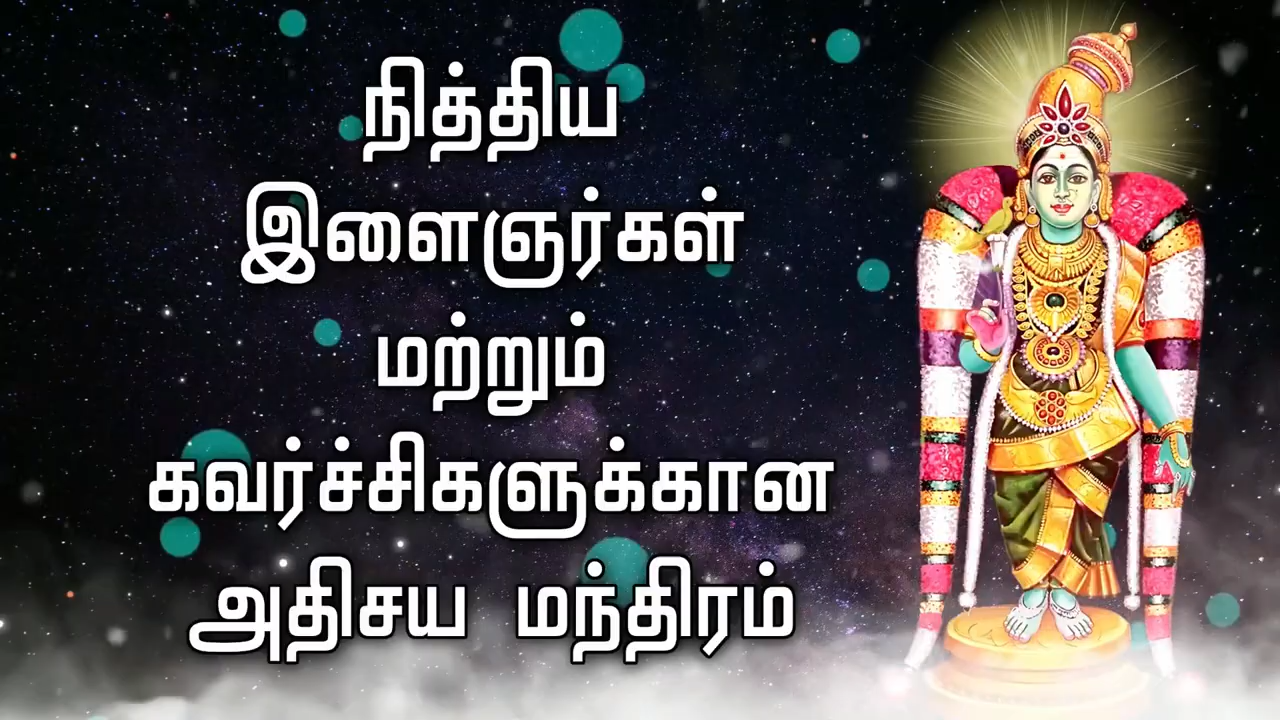 நித்திய
இளைஞர்கள்
மற்றும்
கவர்ச்சிகளுக்கான
அதிசய மந்திரம்